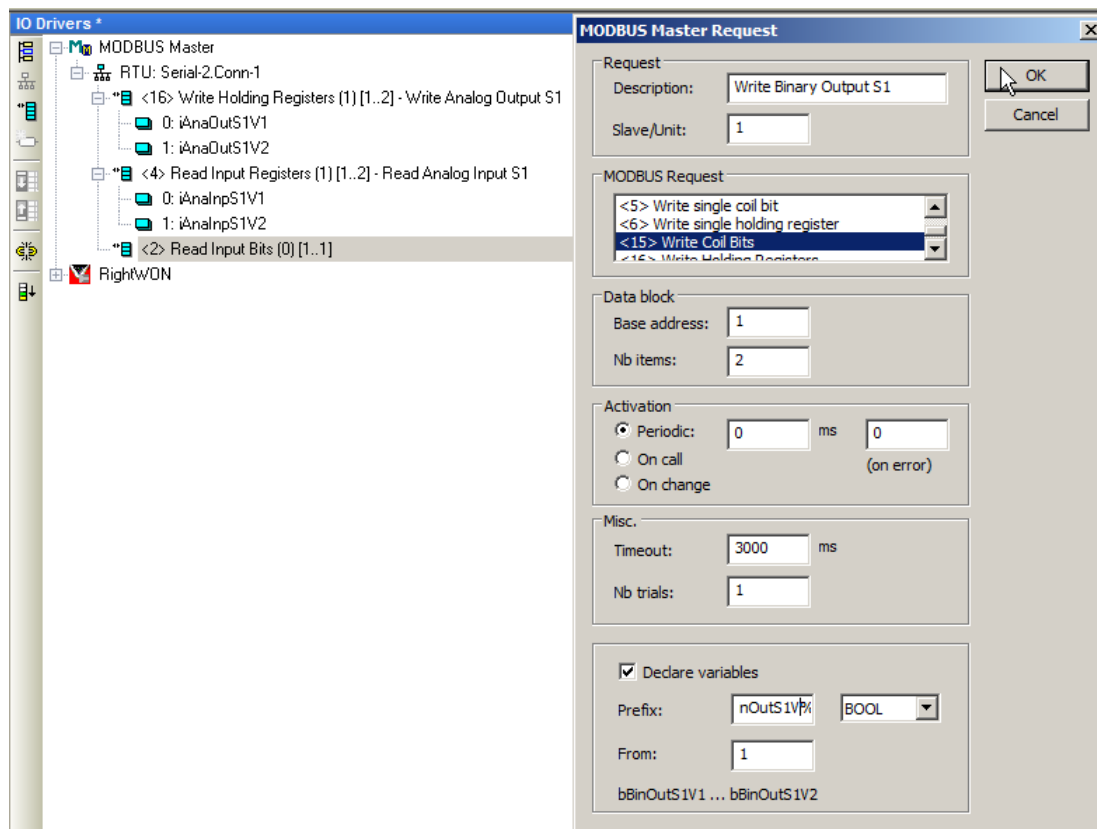 IO Drivers *
MODBUS Master
RTU: Serial-2.Conn-1
<16> Write Holding Registers (1) [1..2] - Write Analog Output S1
0: iAnaOutS1V1
1: iAnaOutS1V2
<4> Read Input Registers (1) [1..2] - Read Analog Input S1
0: iAnaInpS1V1
1: iAnaInpS1V2
<2> Read Input Bits (0) [1..1]
RightWON
MODBUS Master Request
Request
Description: Write Binary Output S1
Slave/Unit: 1
OK
Cancel
MODBUS Request
<5> Write single coil bit
<6> Write single holding register
<15> Write Coil Bits
<16> Write Holding Registers
Data block
Base address: 1
Nb items: 2
Activation
Periodic: 0 ms 0
On call (on error)
On change
Misc.
Timeout: 3000 ms
Nb trials: 1
Declare variables
Prefix: nOutS1V% BOOL
From: 1
bBinOutS1V1 ... bBinOutS1V2